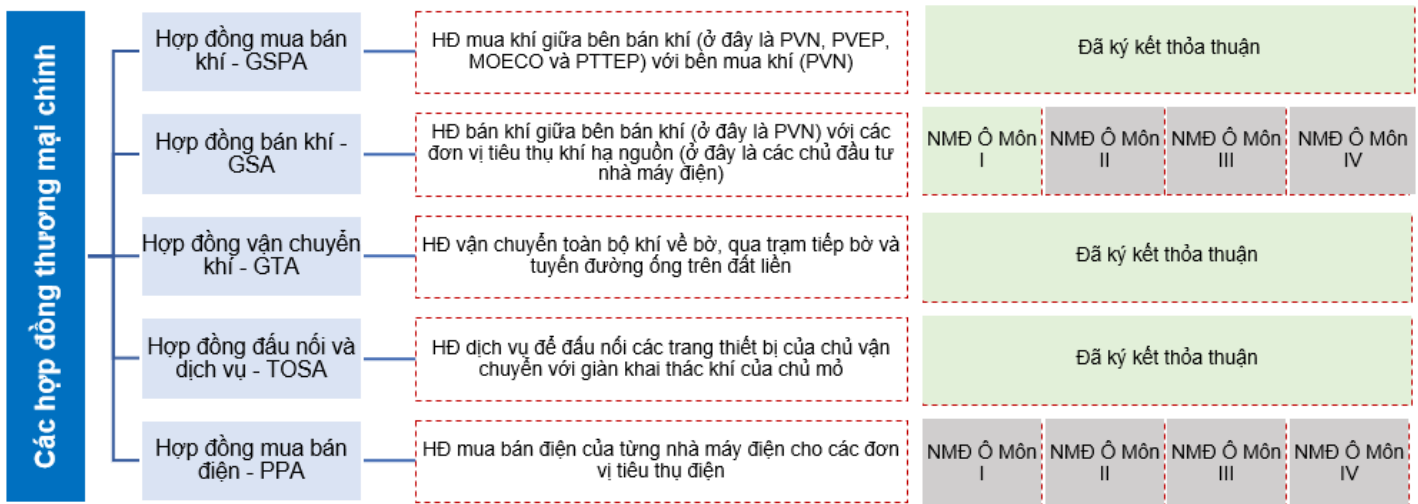 Các hợp đồng thương mại chính
Hợp đồng mua bán
khí - GSPA
HĐ mua khí giữa bên bán khí (ở đây là PVN, PVEP,
MOECO và PTTEP) với bên mua khí (PVN)
Đã ký kết thỏa thuận
Hợp đồng bán khí -
GSA
HĐ bán khí giữa bên bán khí (ở đây là PVN) với các
đơn vị tiêu thụ khí hạ nguồn (ở đây là các chủ đầu tư
nhà máy điện)
NMĐ Ô Môn
I
NMĐ Ô Môn
II
NMĐ Ô Môn
III
NMĐ Ô Môn
IV
Hợp đồng vận chuyển
khí - GTA
HĐ vận chuyển toàn bộ khí về bờ, qua trạm tiếp bờ và
tuyến đường ống trên đất liền
Đã ký kết thỏa thuận
Hợp đồng đấu nối và
dịch vụ - TOSA
HĐ dịch vụ để đấu nối các trang thiết bị của chủ vận
chuyển với giàn khai thác khí của chủ mỏ
Đã ký kết thỏa thuận
Hợp đồng mua bán
điện - PPA
HĐ mua bán điện của từng nhà máy điện cho các đơn
vị tiêu thụ điện
NMĐ Ô Môn
I
NMĐ Ô Môn
II
NMĐ Ô Môn
III
NMĐ Ô Môn
IV